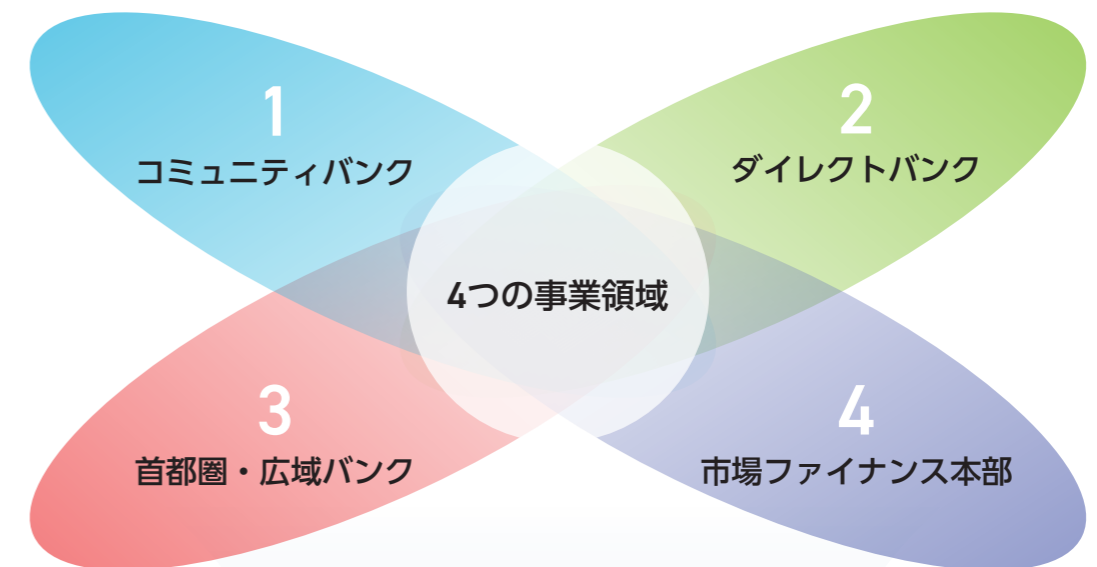 1
コミュニティバンク
2
ダイレクトバンク
4つの事業領域
3
首都圏・広域バンク
4
市場ファイナンス本部